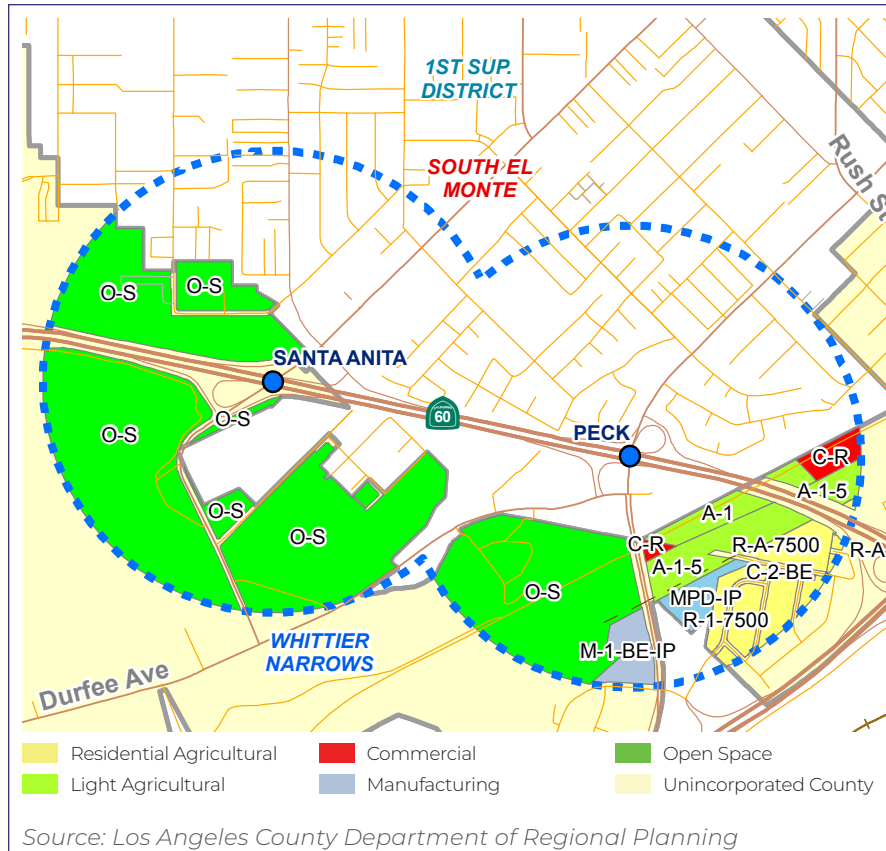 1ST SUP.
DISTRICT
SOUTH EL
MONTE
Rush St
O-S
O-S
SANTA ANITA
CALIFORNIA
60
O-S
O-S
PECK
C-R
A-1-5
A-1
O-S
O-S
C-R
R-A-7500
R-A
A-1-5
C-2-BE
O-S
MPD-IP
R-1-7500
WHITTIER
NARROWS
M-1-BE-IP
Durfee Ave
Residential Agricultural
Commercial
Open Space
Light Agricultural
Manufacturing
Unincorporated County
Source: Los Angeles County Department of Regional Planning